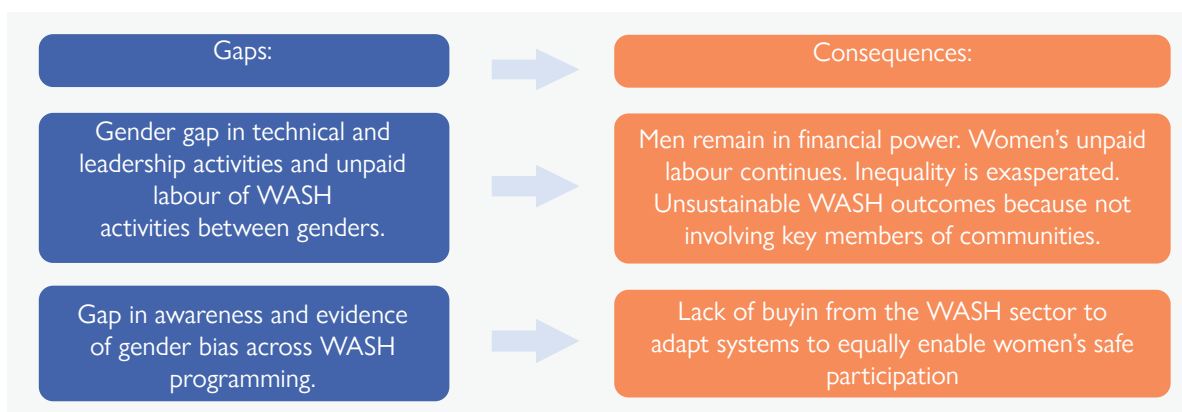 Gaps:
Consequences:
Gender gap in technical and
leadership activities and unpaid
labour of WASH
activities between genders.
Men remain in financial power. Women’s unpaid
labour continues. Inequality is exasperated.
Unsustainable WASH outcomes because not
involving key members of communities.
Gap in awareness and evidence
of gender bias across WASH
programming.
Lack of buyin from the WASH sector to
adapt systems to equally enable women’s safe
participation